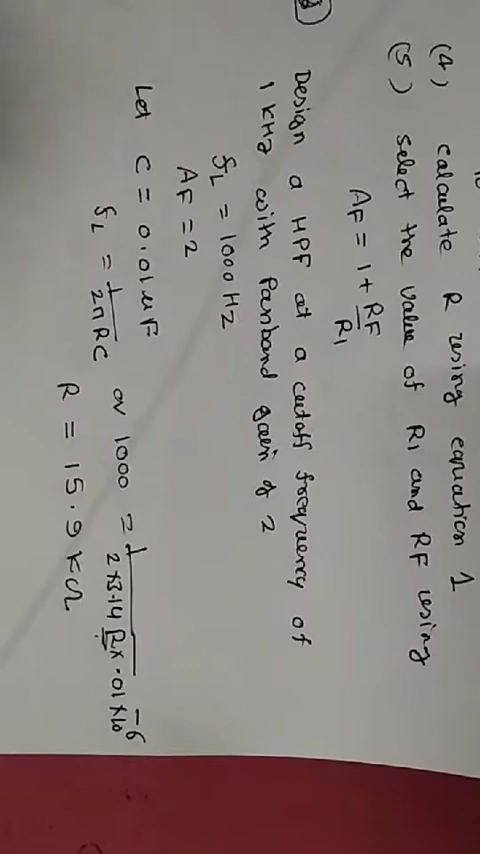 (4) calculate R using equation 1
(5) select the value of R1 and RF using
AF = 1 + RF/R1
Design a HPF at a cutoff frequency of
1 KHz with Passband gain of 2
fL = 1000 HZ
AF = 2
Let C = 0.01 μF
fL = 1/2πRC or 1000 = 1/2×3.14 R× .01×10^-6
R = 15.9 KΩ